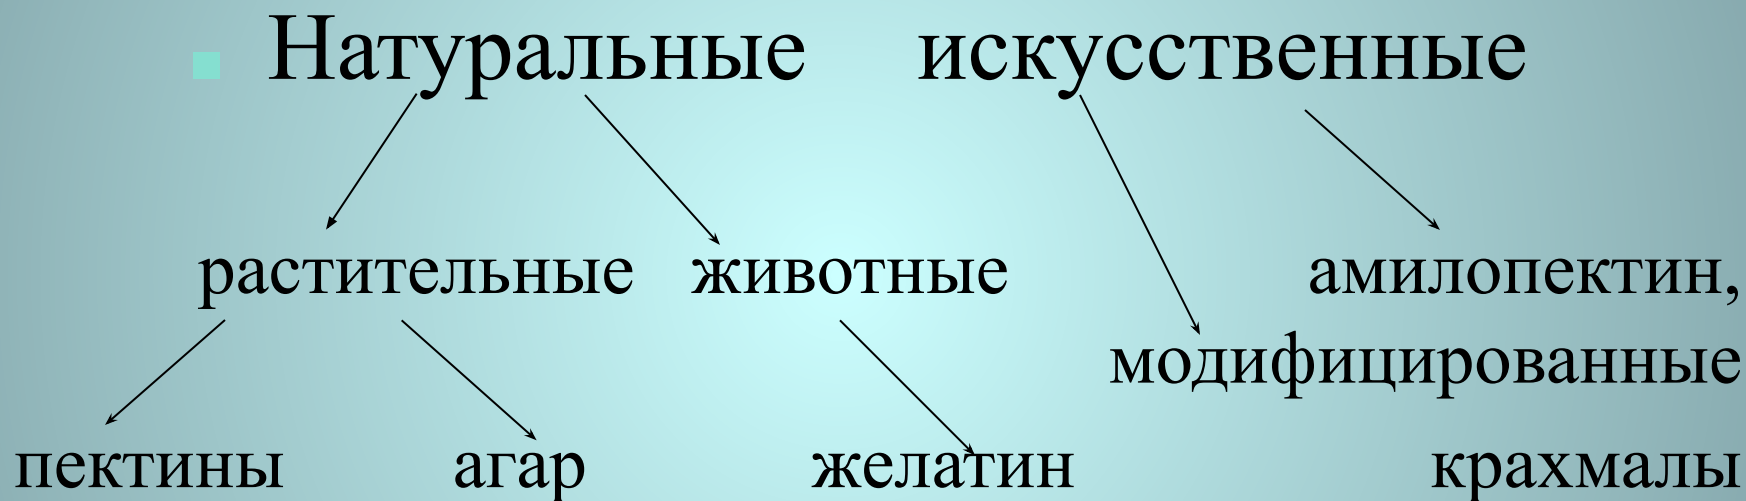 Натуральные искусственные
растительные животные амилопектин,
модифицированные
пектины агар желатин крахмалы